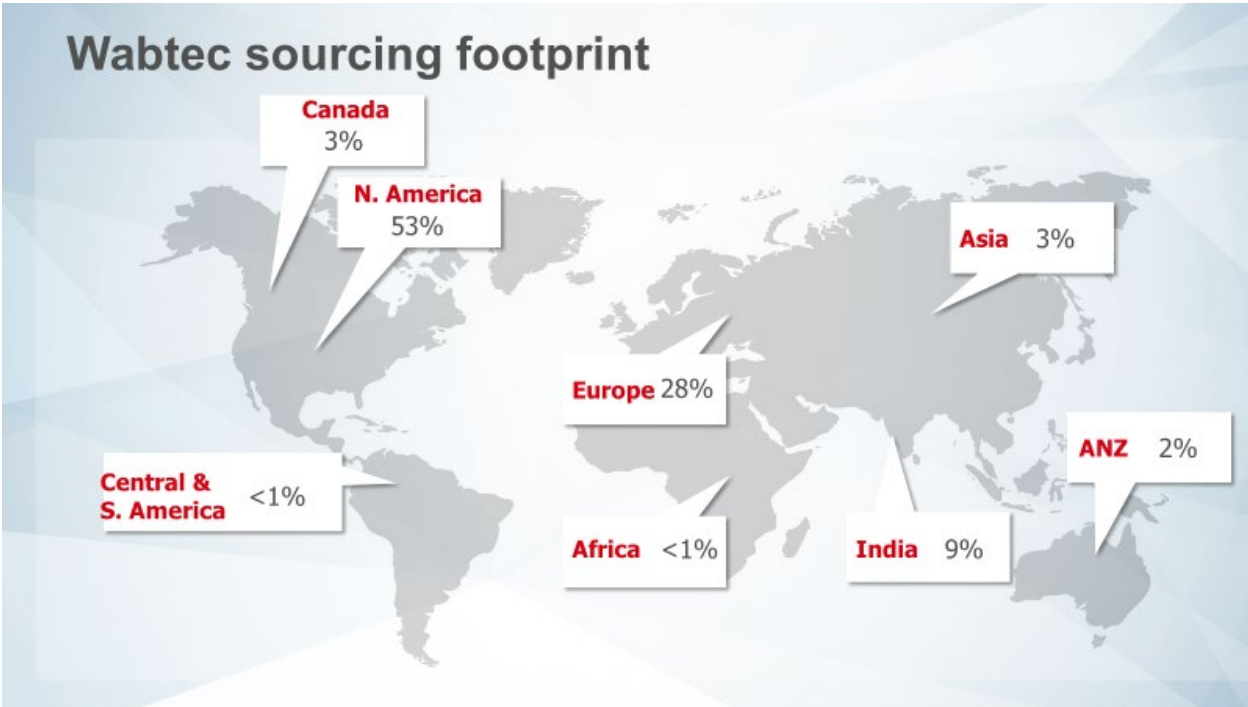 Wabtec sourcing footprint
Canada
3%
N. America
53%
Asia 3%
Europe 28%
ANZ 2%
Central &
S. America <1%
Africa <1%
India 9%